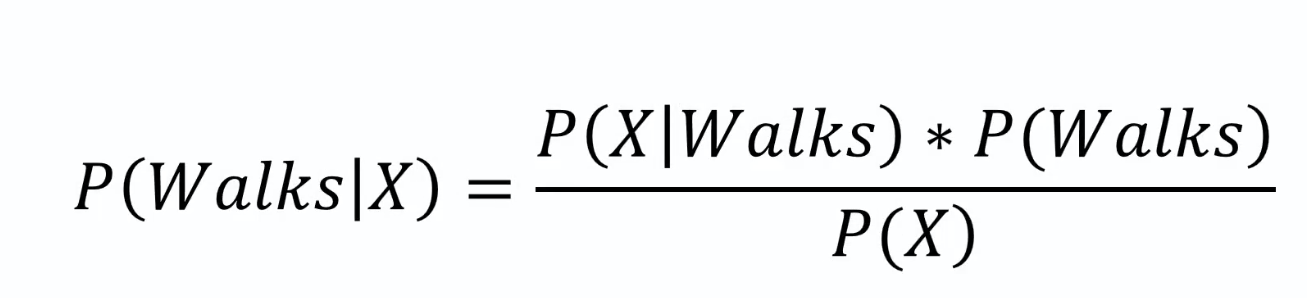 P(Walks|X) = P(X|Walks) * P(Walks)
P(X)